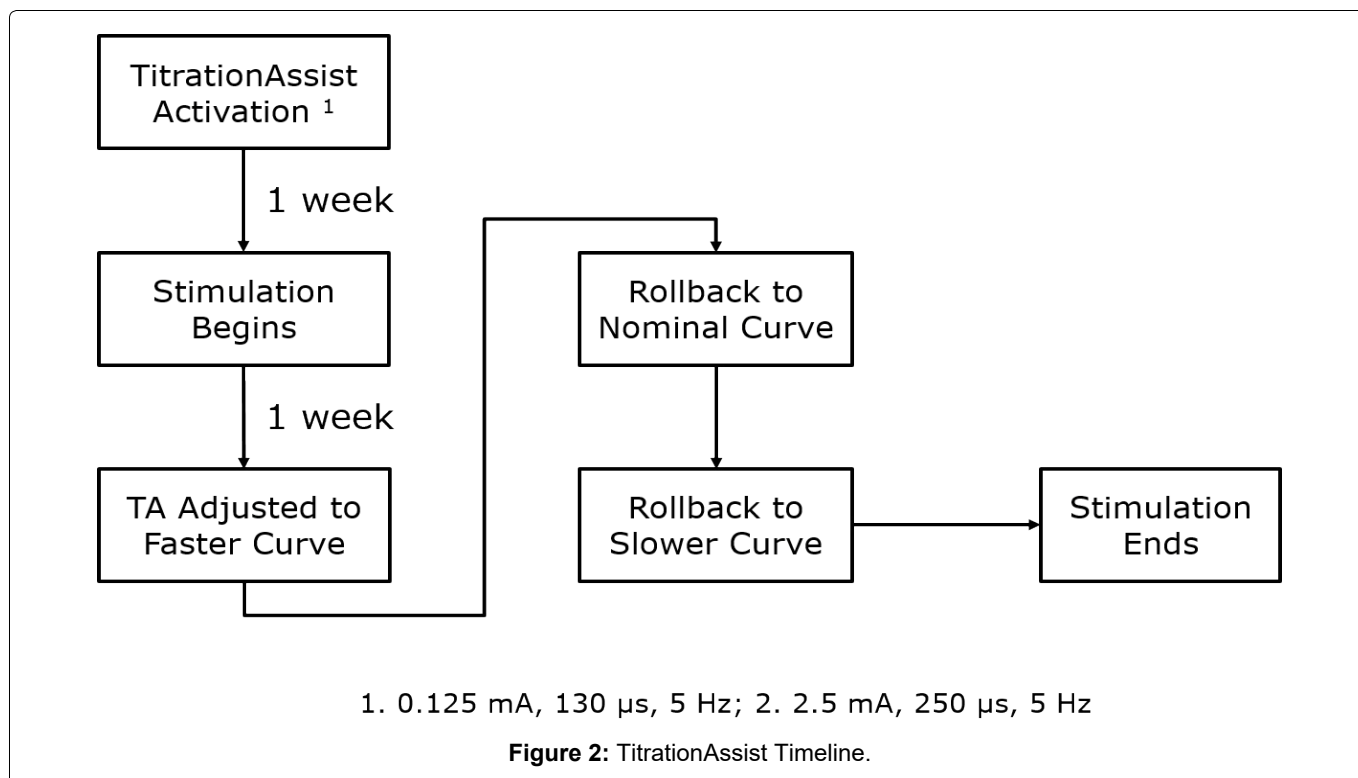 TitrationAssist
Activation ¹
1 week
Stimulation
Begins
1 week
TA Adjusted to
Faster Curve
Rollback to
Nominal Curve
Rollback to
Slower Curve
Stimulation
Ends
1. 0.125 mA, 130 μs, 5 Hz; 2. 2.5 mA, 250 μs, 5 Hz
Figure 2: TitrationAssist Timeline.